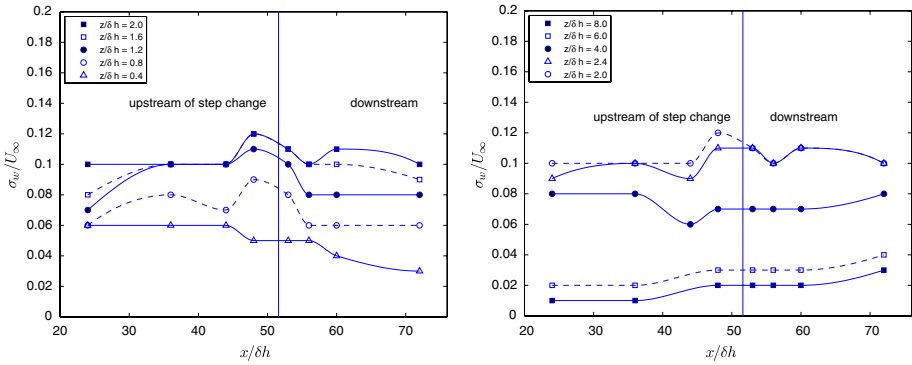 0.2
0.18
0.16
0.14
0.12
0.1
0.08
0.06
0.04
0.02
0
σw/U∞
z/δ h = 2.0
z/δ h = 1.6
z/δ h = 1.2
z/δ h = 0.8
z/δ h = 0.4
upstream of step change
downstream
20
30
40
50
60
70
x/δh
0.2
0.18
0.16
0.14
0.12
0.1
0.08
0.06
0.04
0.02
0
σw/U∞
z/δ h = 8.0
z/δ h = 6.0
z/δ h = 4.0
z/δ h = 2.4
z/δ h = 2.0
upstream of step change
downstream
20
30
40
50
60
70
x/δh